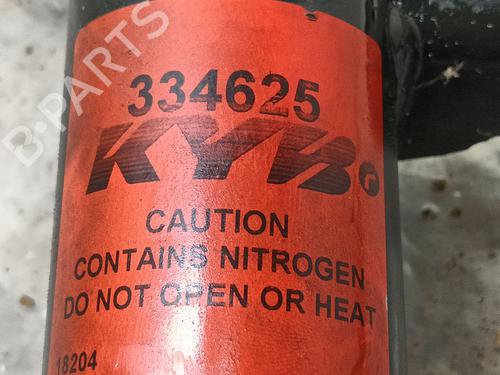 B-PARTS
334625
KYB®
CAUTION
CONTAINS NITROGEN
DO NOT OPEN OR HEAT
18204